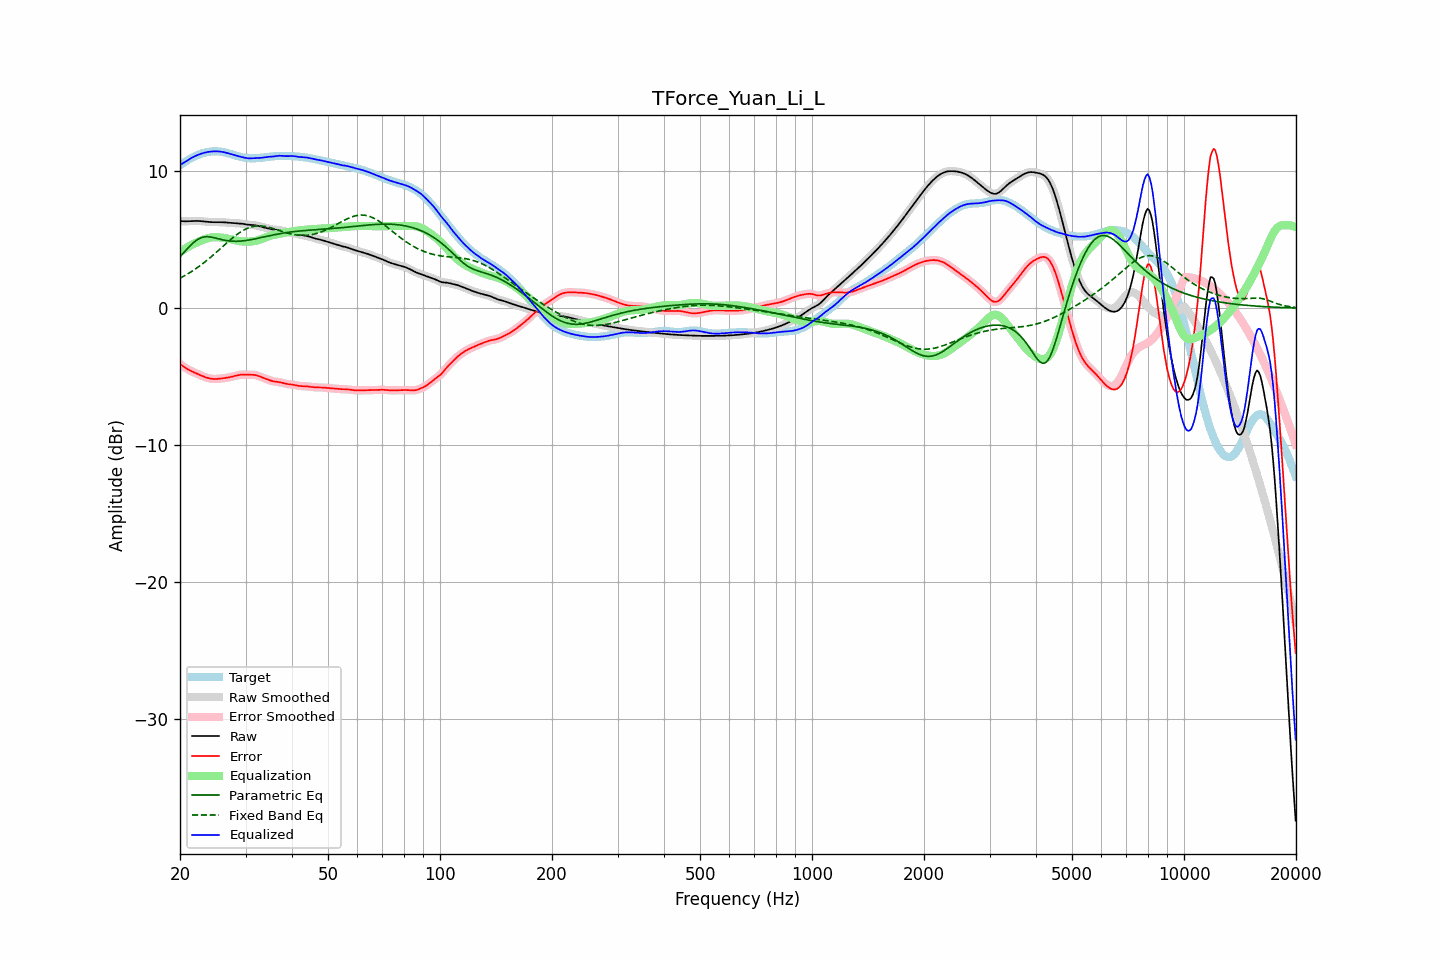 TForce_Yuan_Li_L
Amplitude (dBr)
10
0
−10
−20
−30
Target
Raw Smoothed
Error Smoothed
Raw
Error
Equalization
Parametric Eq
Fixed Band Eq
Equalized
20 50 100 200 500 1000 2000 5000 10000 20000
Frequency (Hz)